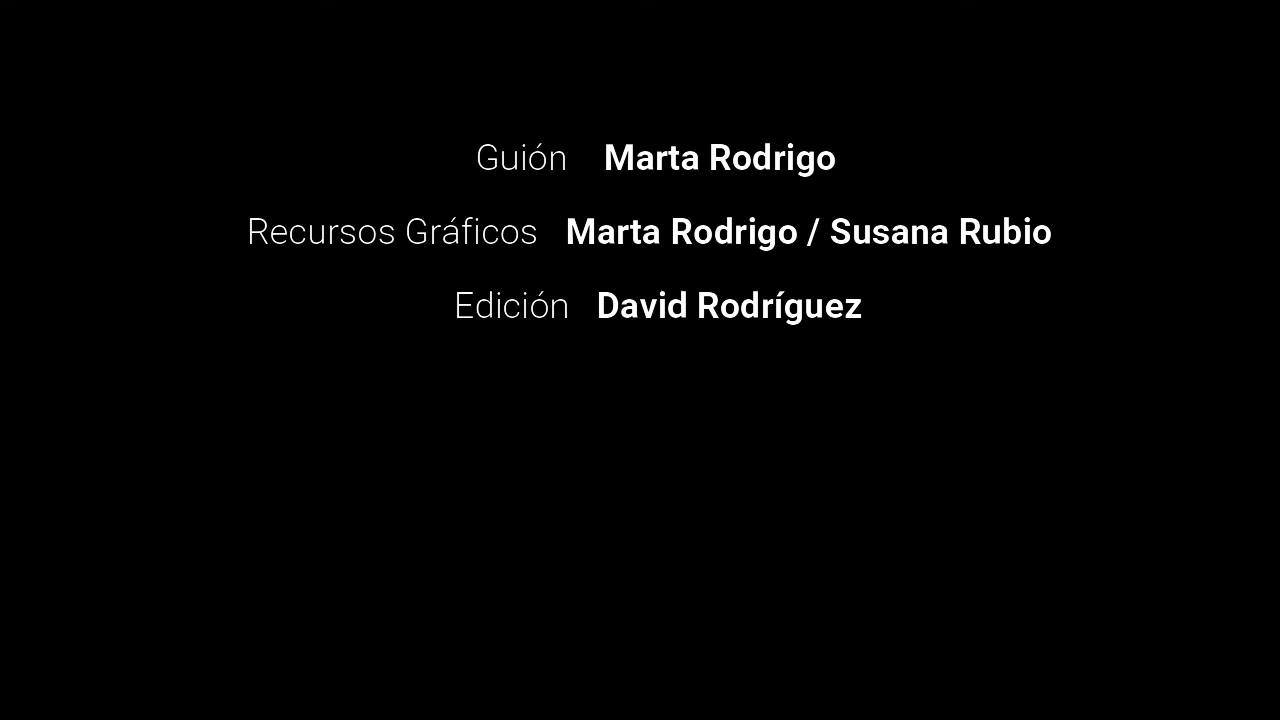 Guión Marta Rodrigo
Recursos Gráficos Marta Rodrigo / Susana Rubio
Edición David Rodríguez